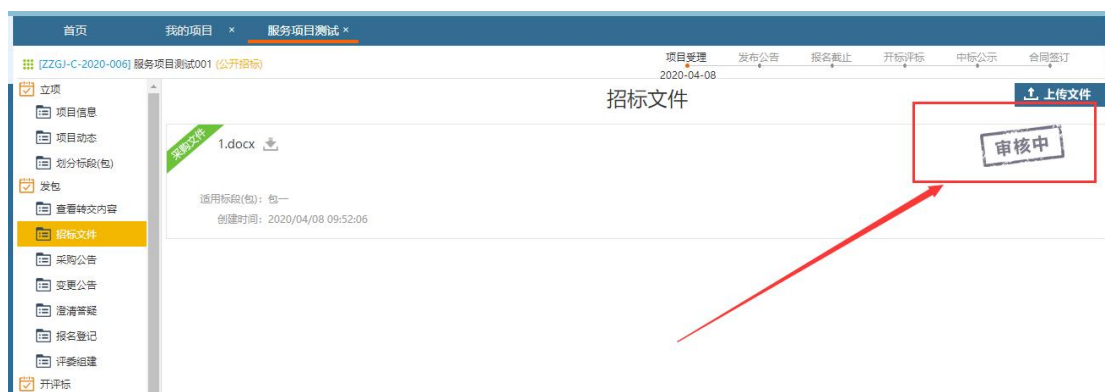 首页 我的项目 × 服务项目测试 ×
[ZZGJ-C-2020-006] 服务项目测试001 (公开招标) 项目受理 发布公告 报名截止 开标评标 中标公示 合同签订
2020-04-08
立项
项目信息
项目动态
划分标段(包)
发包
查看转交内容
招标文件
采购公告
变更公告
澄清答疑
报名登记
评委组建
开评标
招标文件
上传文件
采购文件
1.docx
审核中
适用标段(包): 包一
创建时间: 2020/04/08 09:52:06